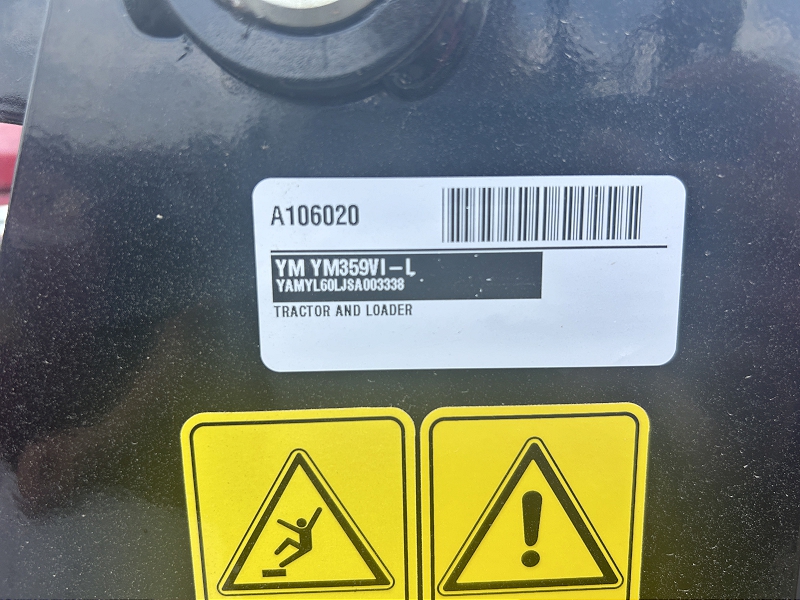 A106020
YM YM359VI-L
YAMYL60LJSA003338
TRACTOR AND LOADER